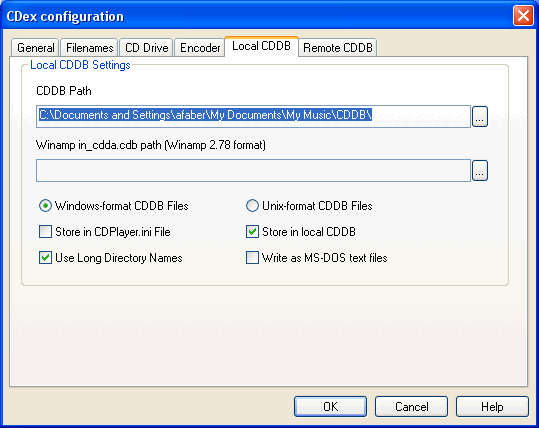 CDex configuration
General Filenames CD Drive Encoder Local CDDB Remote CDDB
Local CDDB Settings
CDDB Path
C:\Documents and Settings\afaber\My Documents\My Music\CDDB\ ...
Winamp in_cdda.cdb path (Winamp 2.78 format)
...
Windows-format CDDB Files Unix-format CDDB Files
Store in CDPlayer.ini File Store in local CDDB
Use Long Directory Names Write as MS-DOS text files
OK Cancel Help